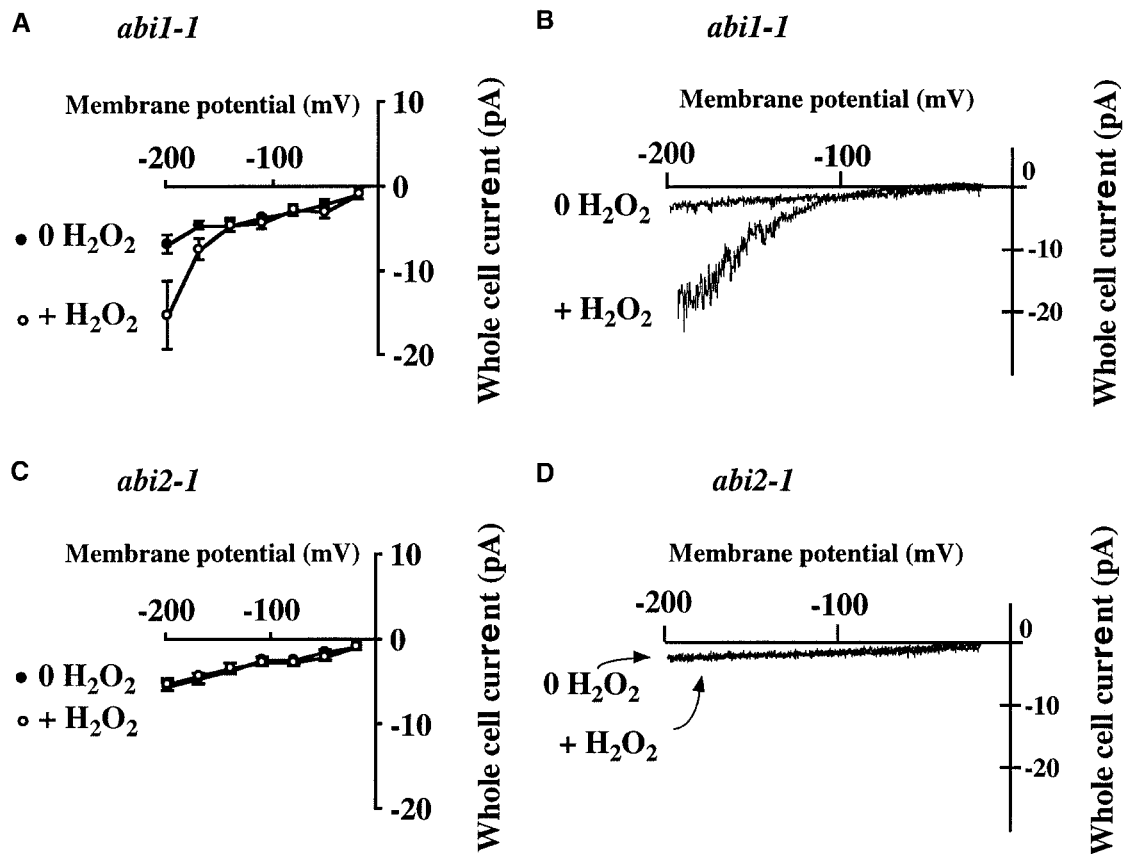 A
abi1-1
Membrane potential (mV)
-200
-100
10
0
-10
-20
Whole cell current (pA)
● 0 H₂O₂
○ + H₂O₂
B
abi1-1
Membrane potential (mV)
-200
-100
0
-10
-20
Whole cell current (pA)
0 H₂O₂
+ H₂O₂
C
abi2-1
Membrane potential (mV)
-200
-100
10
0
-10
-20
Whole cell current (pA)
● 0 H₂O₂
○ + H₂O₂
D
abi2-1
Membrane potential (mV)
-200
-100
0
-10
-20
Whole cell current (pA)
0 H₂O₂
+ H₂O₂